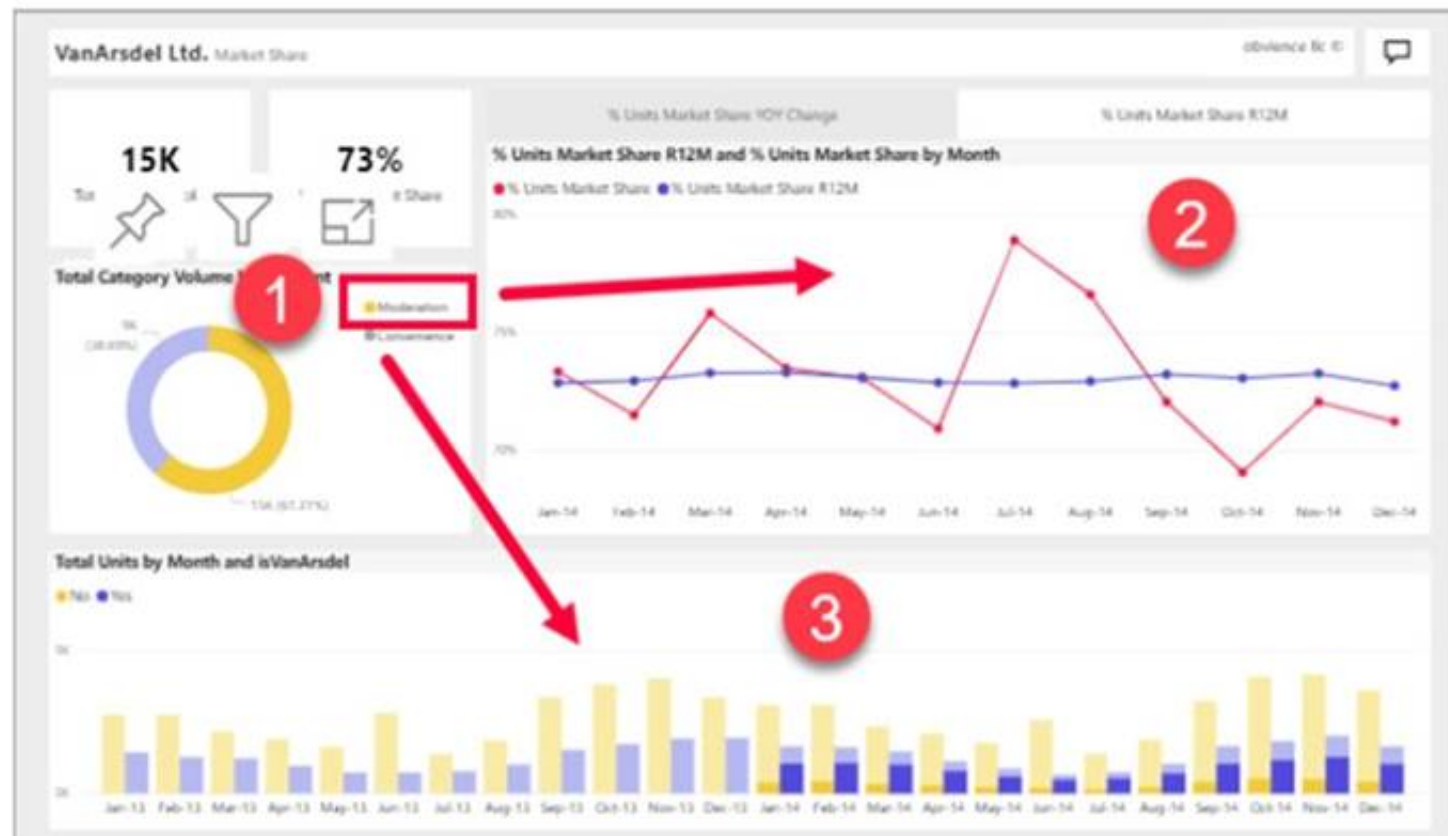 VanArsdel Ltd. Market Share
obvience llc ©
15K
73%
t Share
% Units Market Share YOY Change
% Units Market Share R12M
% Units Market Share R12M and % Units Market Share by Month
% Units Market Share % Units Market Share R12M
80%
75%
70%
Jan-14 Feb-14 Mar-14 Apr-14 May-14 Jun-14 Jul-14 Aug-14 Sep-14 Oct-14 Nov-14 Dec-14
2
Total Category Volume
1
Moderation
Convenience
Total Units by Month and isVanArsdel
No Yes
3
5K
0K
Jan-13 Feb-13 Mar-13 Apr-13 May-13 Jun-13 Jul-13 Aug-13 Sep-13 Oct-13 Nov-13 Dec-13 Jan-14 Feb-14 Mar-14 Apr-14 May-14 Jun-14 Jul-14 Aug-14 Sep-14 Oct-14 Nov-14 Dec-14